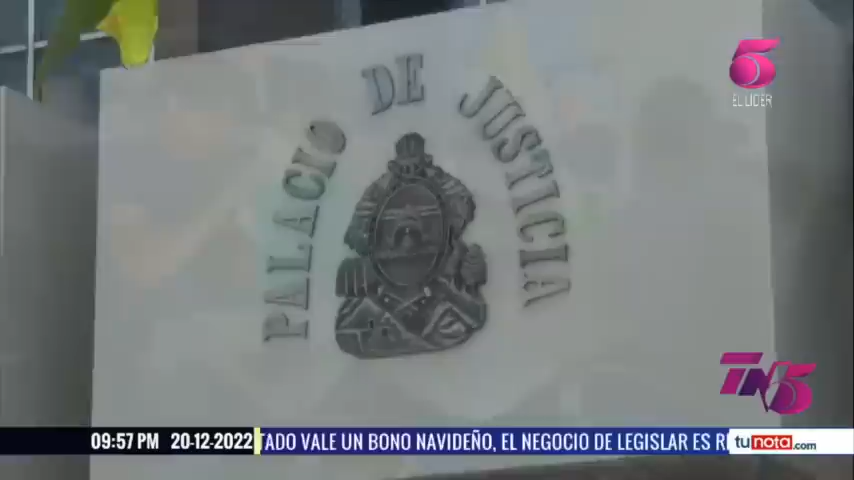 PALACIO DE JUSTICIA
5
EL LIDER
TN5
09:57 PM 20-12-2022
TADO VALE UN BONO NAVIDEÑO, EL NEGOCIO DE LEGISLAR ES
tunota.com